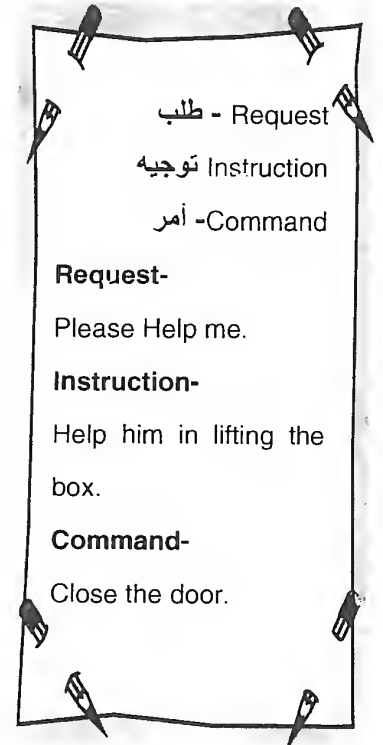 طلب - Request
توجيه Instruction
أمر -Command
Request-
Please Help me.
Instruction-
Help him in lifting the
box.
Command-
Close the door.